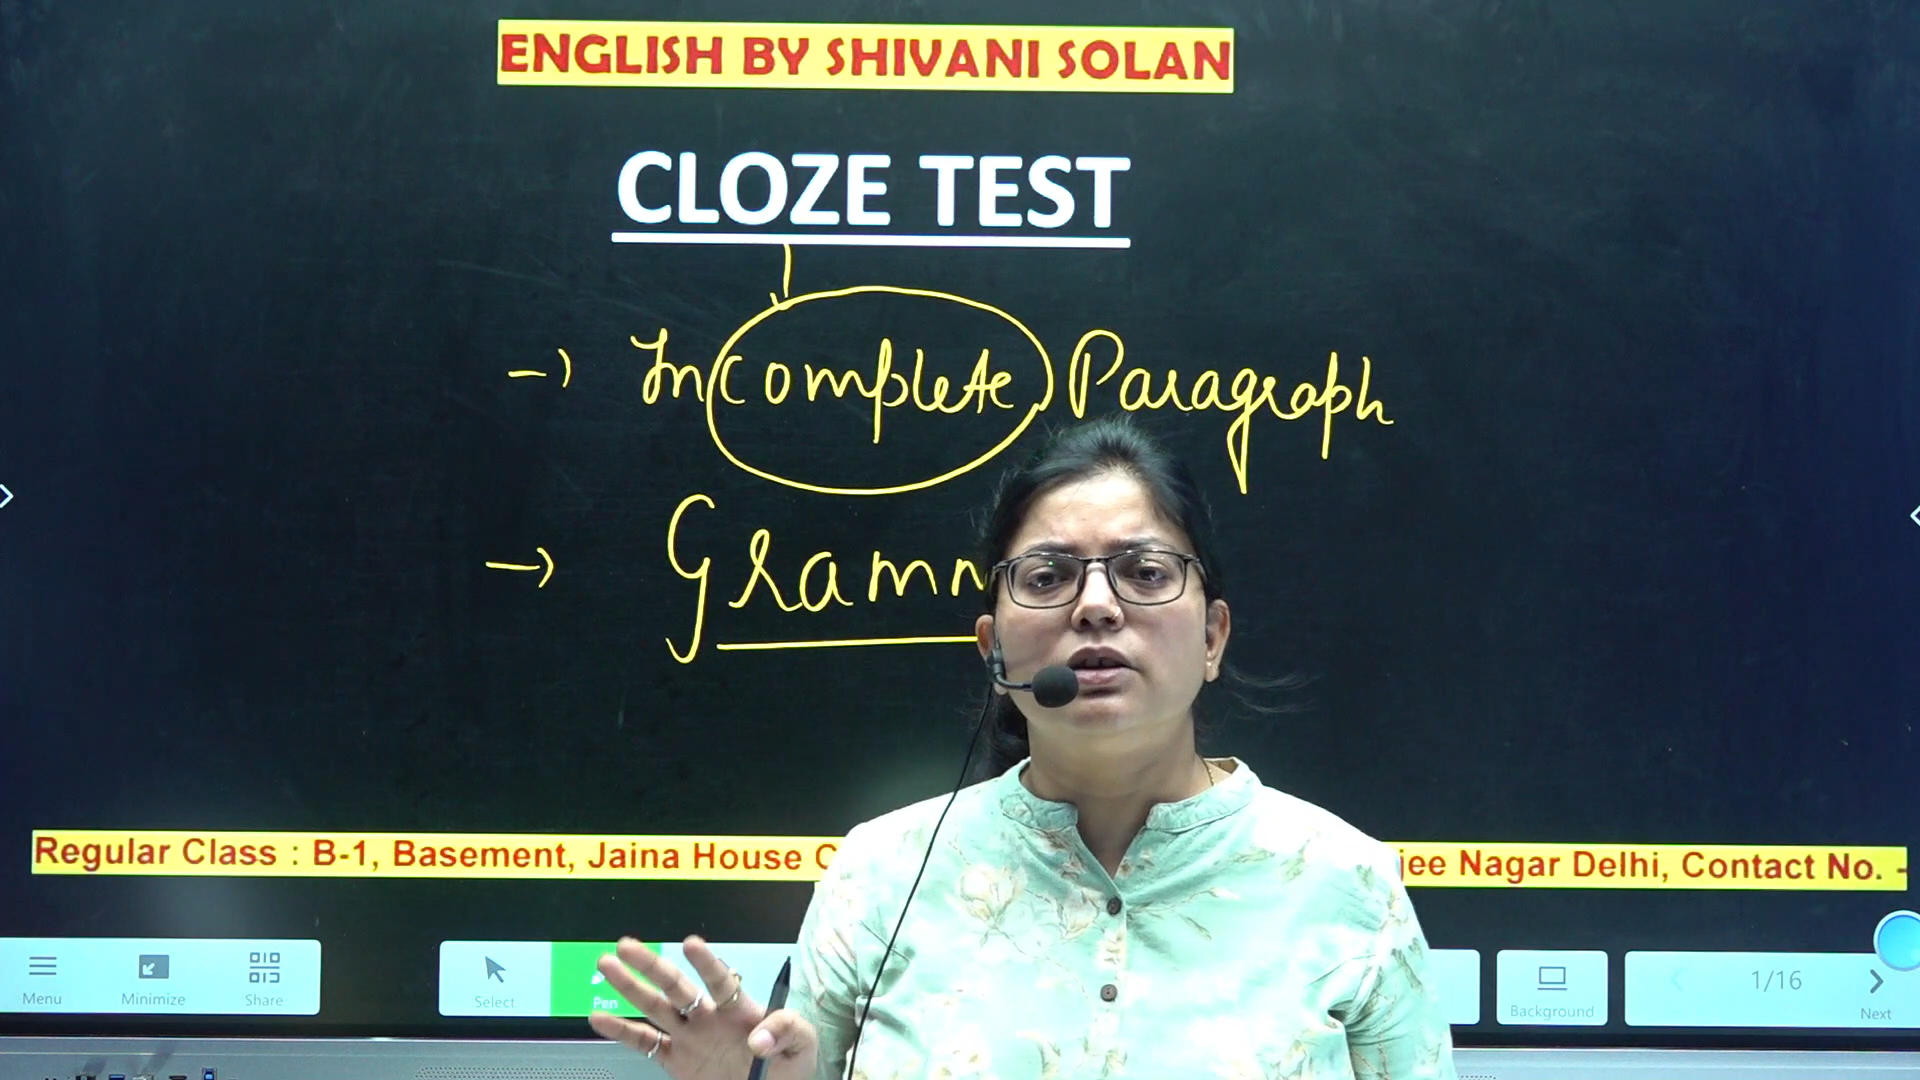 ENGLISH BY SHIVANI SOLAN
CLOZE TEST
→ Incomplete Paragraph
→ Gramm
Regular Class : B-1, Basement, Jaina House jee Nagar Delhi, Contact No. -
Menu Minimize Share Select Pen Background 1/16 Next